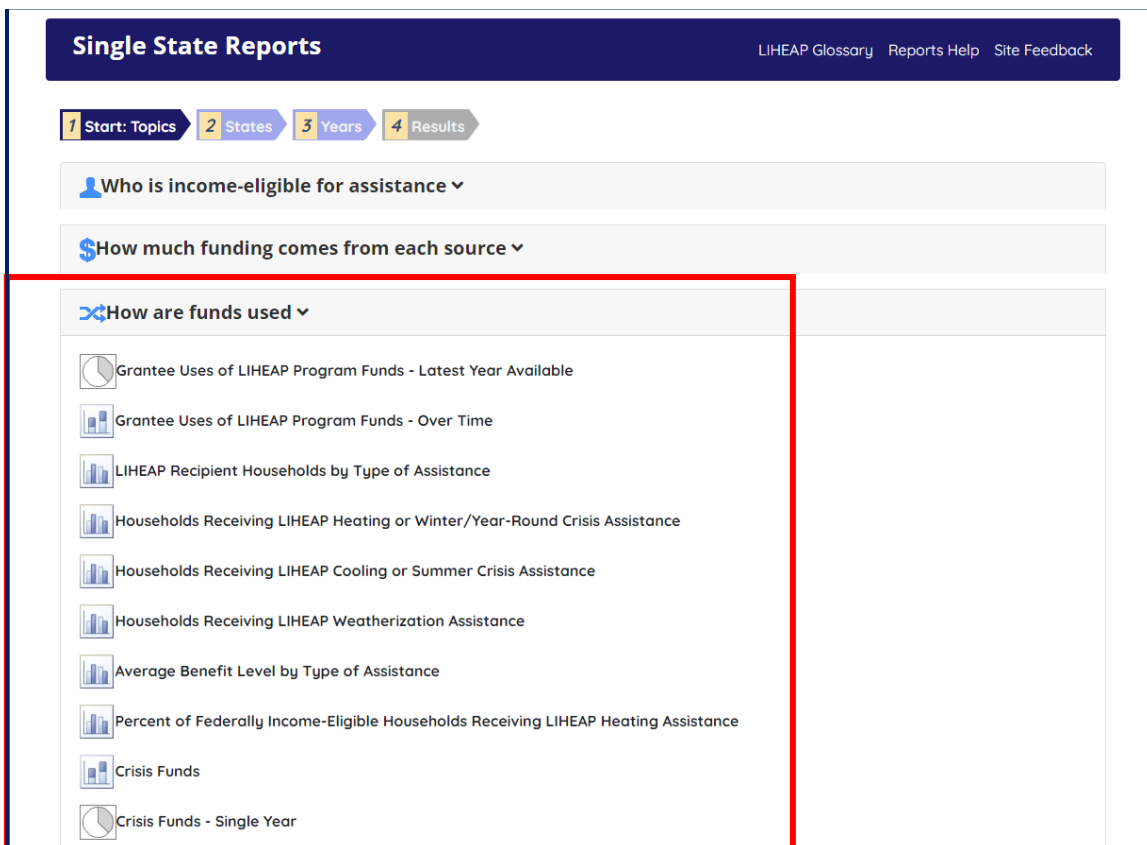 Single State Reports
LIHEAP Glossary Reports Help Site Feedback
1 Start: Topics 2 States 3 Years 4 Results
Who is income-eligible for assistance
How much funding comes from each source
How are funds used
Grantee Uses of LIHEAP Program Funds - Latest Year Available
Grantee Uses of LIHEAP Program Funds - Over Time
LIHEAP Recipient Households by Type of Assistance
Households Receiving LIHEAP Heating or Winter/Year-Round Crisis Assistance
Households Receiving LIHEAP Cooling or Summer Crisis Assistance
Households Receiving LIHEAP Weatherization Assistance
Average Benefit Level by Type of Assistance
Percent of Federally Income-Eligible Households Receiving LIHEAP Heating Assistance
Crisis Funds
Crisis Funds - Single Year